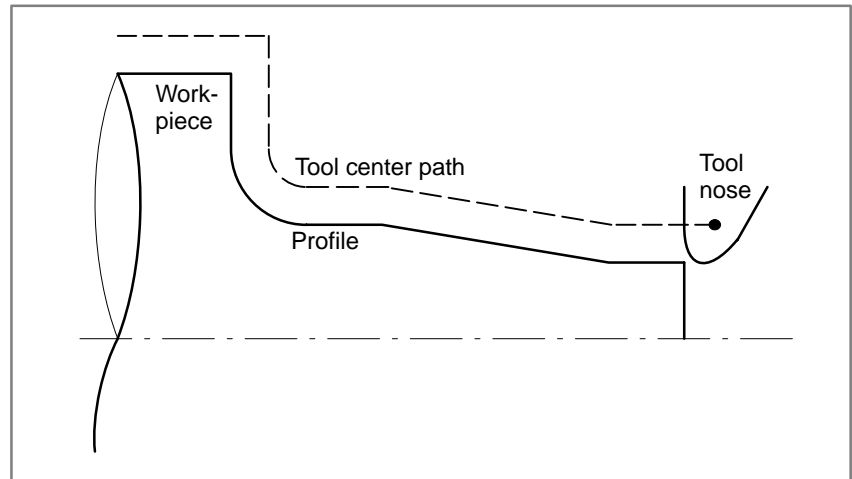 Work-
piece
Tool center path
Tool
nose
Profile